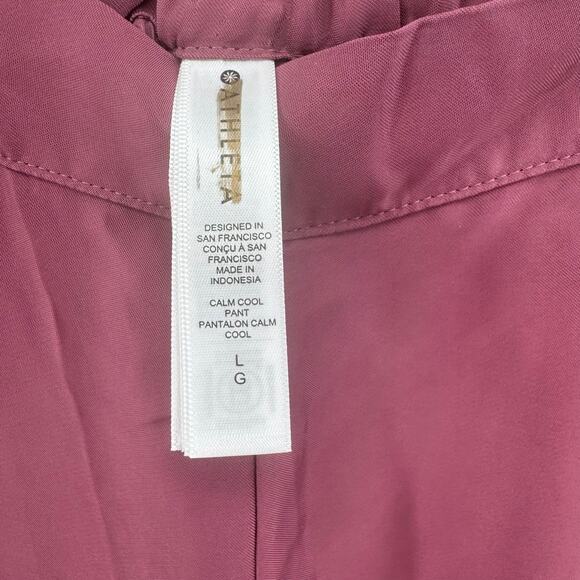 ATHLETA
DESIGNED IN
SAN FRANCISCO
CONÇU À SAN
FRANCISCO
MADE IN
INDONESIA
CALM COOL
PANT
PANTALON CALM
COOL
L
G